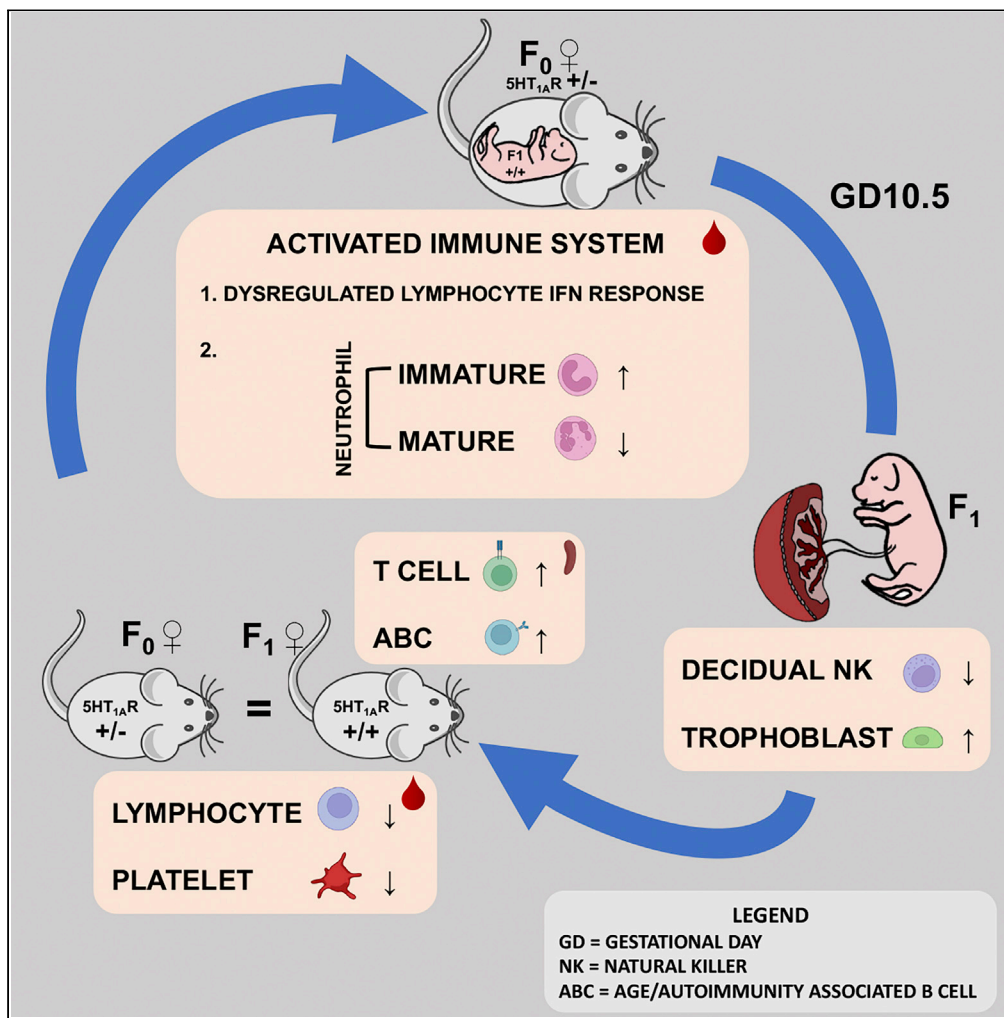 F0 ♀
5HT1AR +/-
F1
+/+
GD10.5
ACTIVATED IMMUNE SYSTEM
1. DYSREGULATED LYMPHOCYTE IFN RESPONSE
2.
NEUTROPHIL
IMMATURE ↑
MATURE ↓
F1
T CELL ↑
ABC ↑
F0 ♀
5HT1AR
+/-
=
F1 ♀
5HT1AR
+/+
DECIDUAL NK ↓
TROPHOBLAST ↑
LYMPHOCYTE ↓
PLATELET ↓
LEGEND
GD = GESTATIONAL DAY
NK = NATURAL KILLER
ABC = AGE/AUTOIMMUNITY ASSOCIATED B CELL